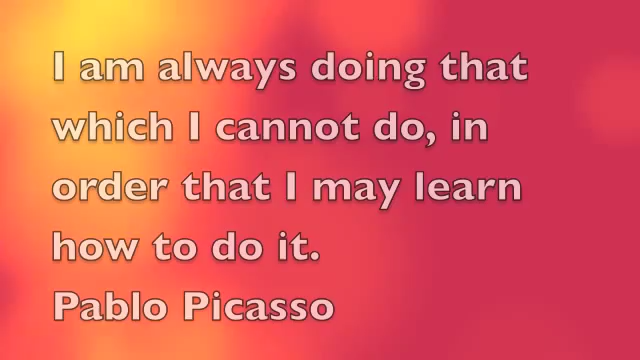 I am always doing that
which I cannot do, in
order that I may learn
how to do it.
Pablo Picasso